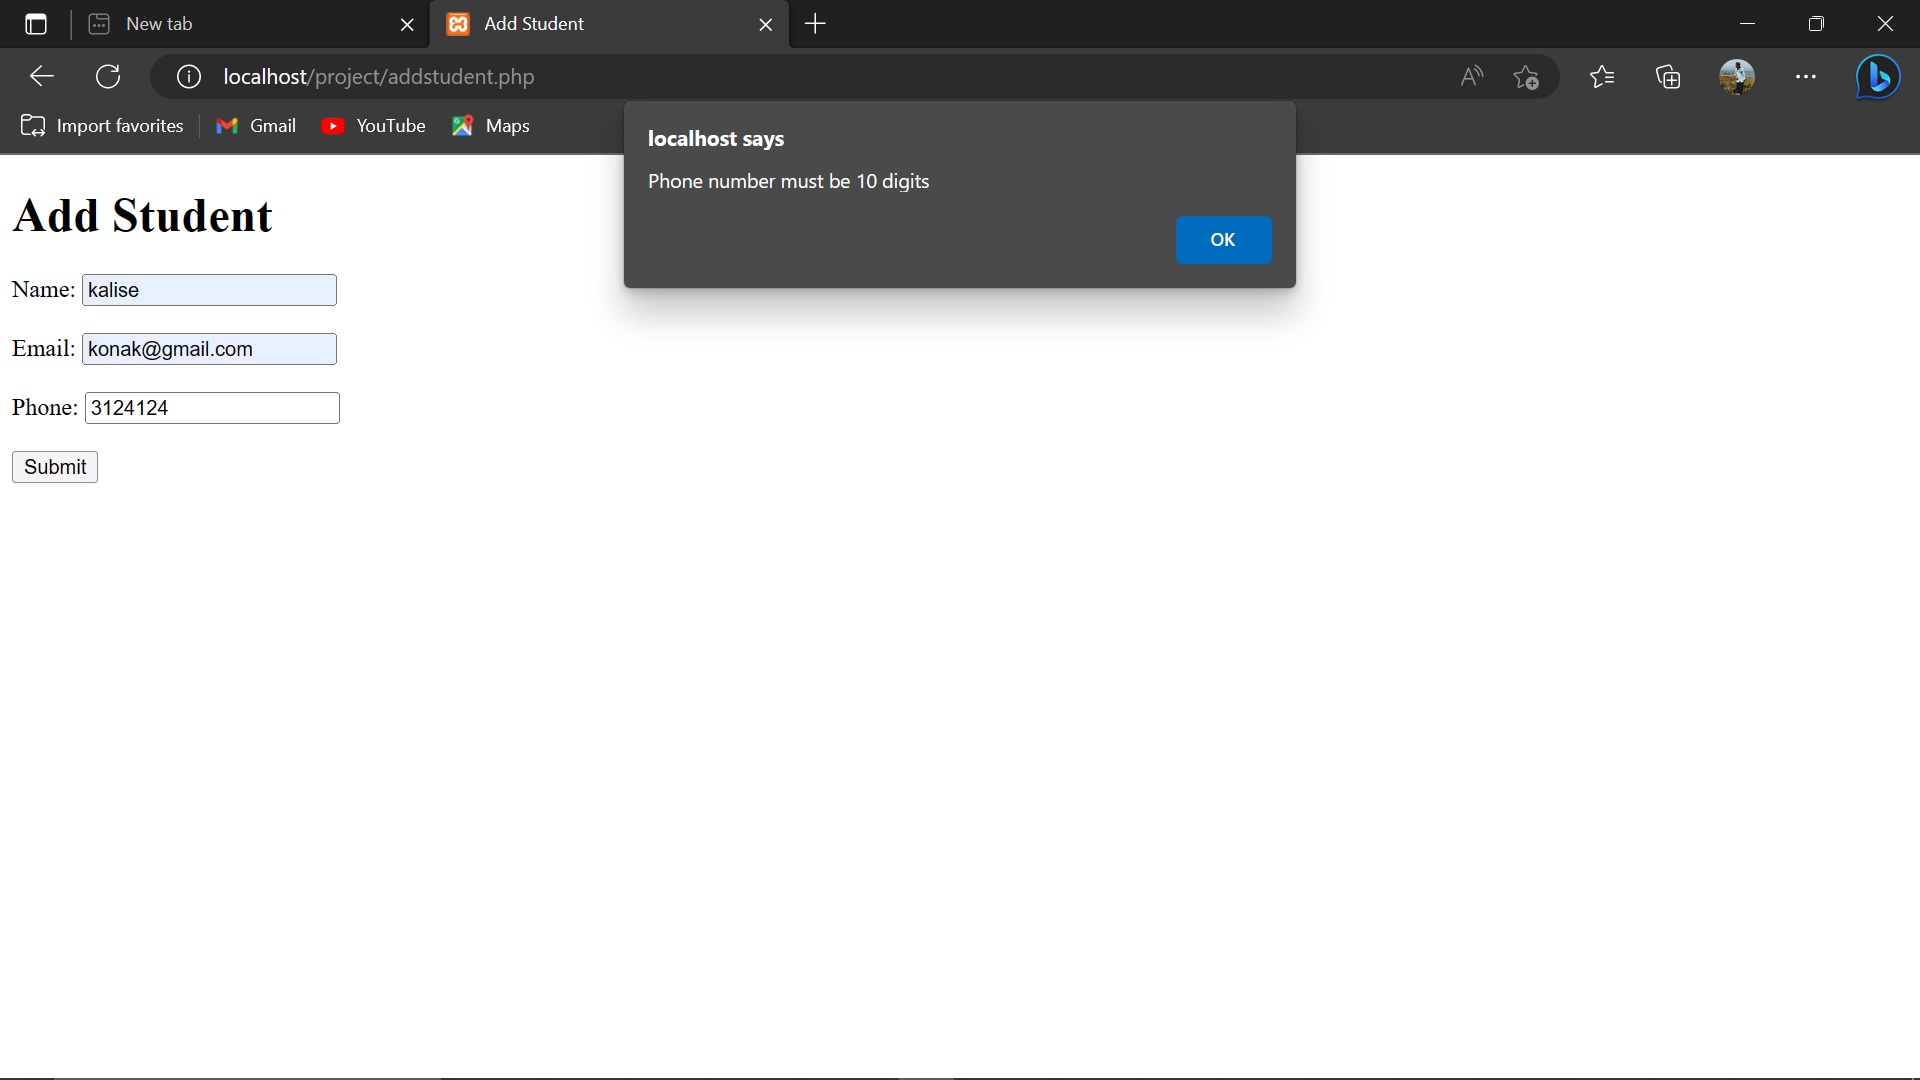 New tab
Add Student
localhost/project/addstudent.php
Import favorites
Gmail
YouTube
Maps
localhost says
Phone number must be 10 digits
OK
Add Student
Name: kalise
Email: konak@gmail.com
Phone: 3124124
Submit